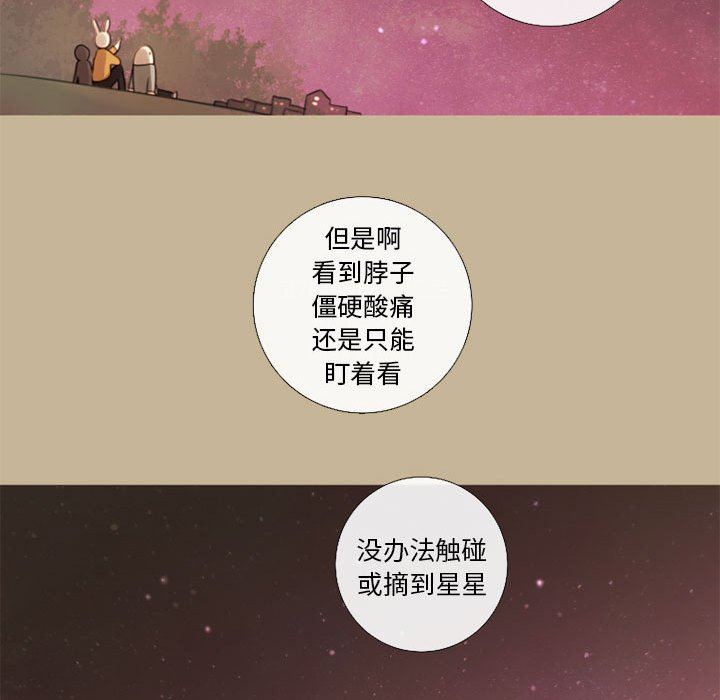 但是啊
看到脖子
僵硬酸痛
还是只能
盯着看
没办法触碰
或摘到星星